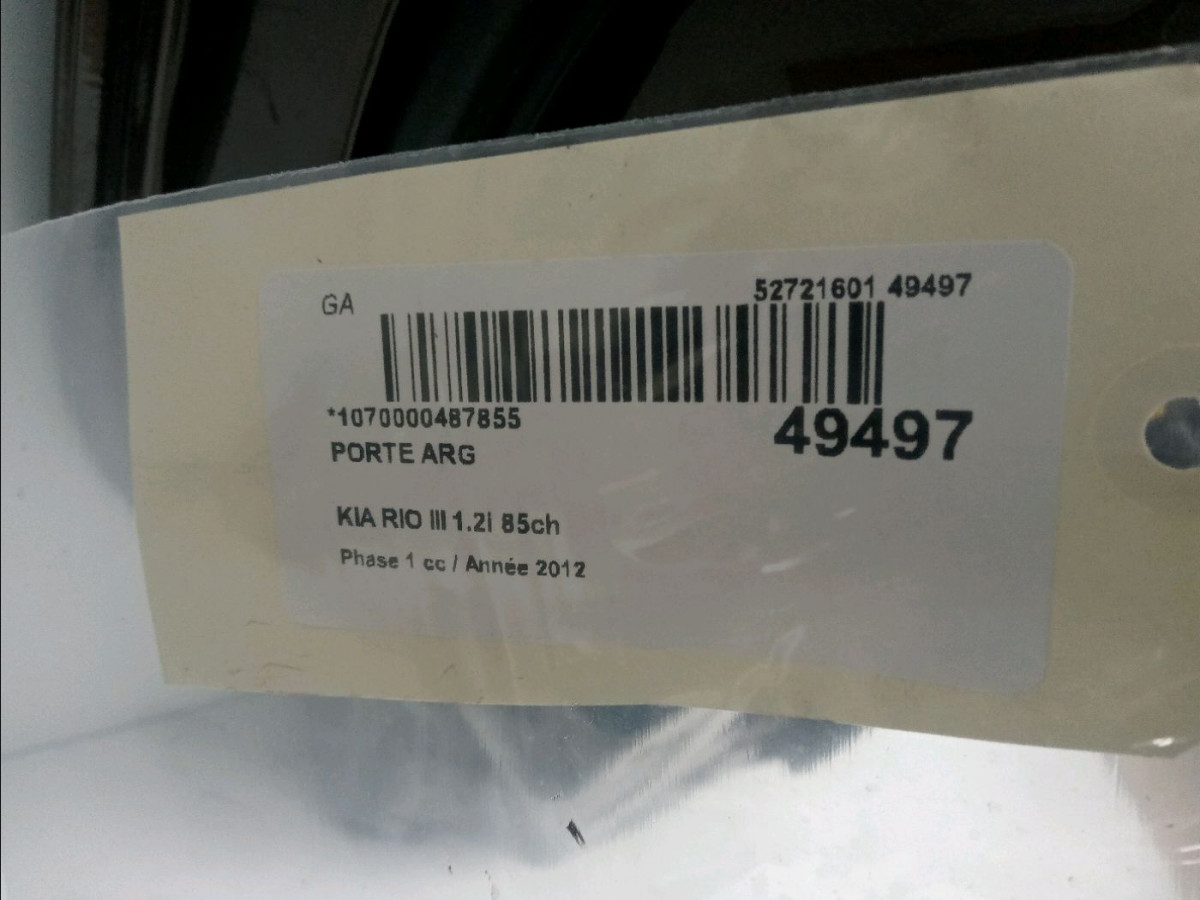 GA
52721601 49497
*1070000487855
49497
PORTE ARG
KIA RIO III 1.2i 85ch
Phase 1 cc / Année 2012